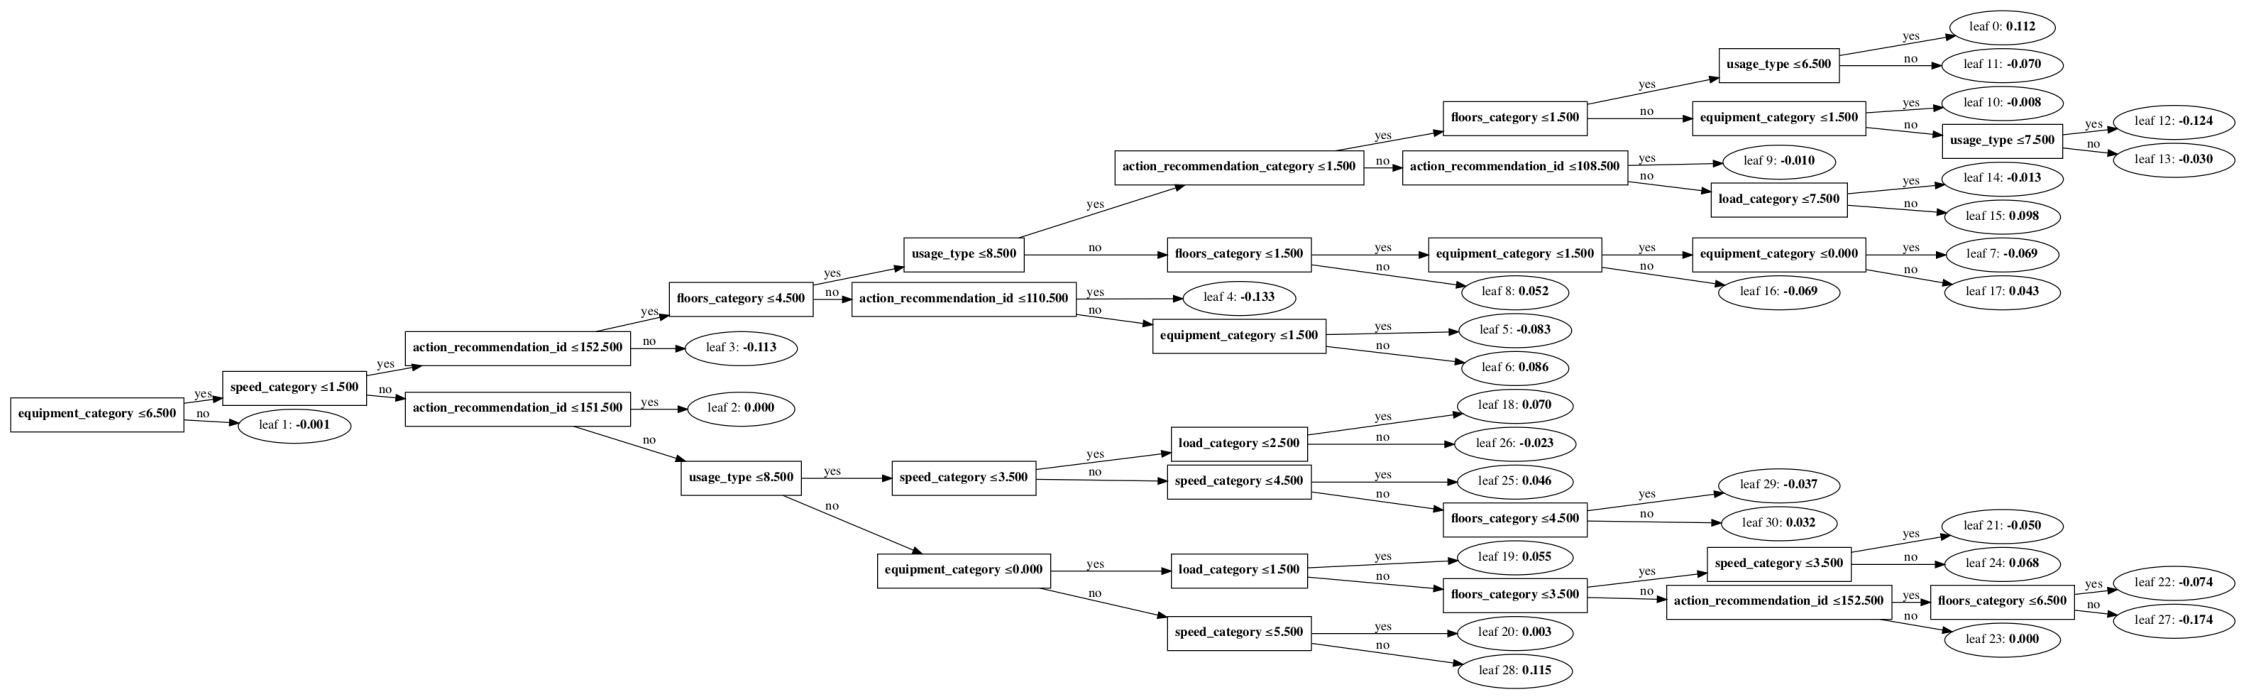 leaf 0: 0.112
yes
usage_type ≤6.500
no
leaf 11: -0.070
yes
floors_category ≤1.500
no
equipment_category ≤1.500
yes
leaf 10: -0.008
no
usage_type ≤7.500
yes
leaf 12: -0.124
no
leaf 13: -0.030
yes
action_recommendation_category ≤1.500
no
action_recommendation_id ≤108.500
yes
leaf 9: -0.010
no
load_category ≤7.500
yes
leaf 14: -0.013
no
leaf 15: 0.098
yes
usage_type ≤8.500
no
floors_category ≤1.500
yes
equipment_category ≤1.500
yes
equipment_category ≤0.000
yes
leaf 7: -0.069
no
leaf 17: 0.043
no
leaf 16: -0.069
no
leaf 8: 0.052
yes
floors_category ≤4.500
no
action_recommendation_id ≤110.500
yes
leaf 4: -0.133
no
equipment_category ≤1.500
yes
leaf 5: -0.083
no
leaf 6: 0.086
yes
action_recommendation_id ≤152.500
no
leaf 3: -0.113
yes
speed_category ≤1.500
no
action_recommendation_id ≤151.500
yes
leaf 2: 0.000
equipment_category ≤6.500
yes
no
leaf 1: -0.001
no
usage_type ≤8.500
yes
speed_category ≤3.500
yes
load_category ≤2.500
yes
leaf 18: 0.070
no
leaf 26: -0.023
no
speed_category ≤4.500
yes
leaf 25: 0.046
no
floors_category ≤4.500
yes
leaf 29: -0.037
no
leaf 30: 0.032
no
equipment_category ≤0.000
yes
load_category ≤1.500
yes
leaf 19: 0.055
no
floors_category ≤3.500
yes
speed_category ≤3.500
yes
leaf 21: -0.050
no
leaf 24: 0.068
no
action_recommendation_id ≤152.500
yes
floors_category ≤6.500
yes
leaf 22: -0.074
no
leaf 27: -0.174
no
leaf 23: 0.000
no
speed_category ≤5.500
yes
leaf 20: 0.003
no
leaf 28: 0.115